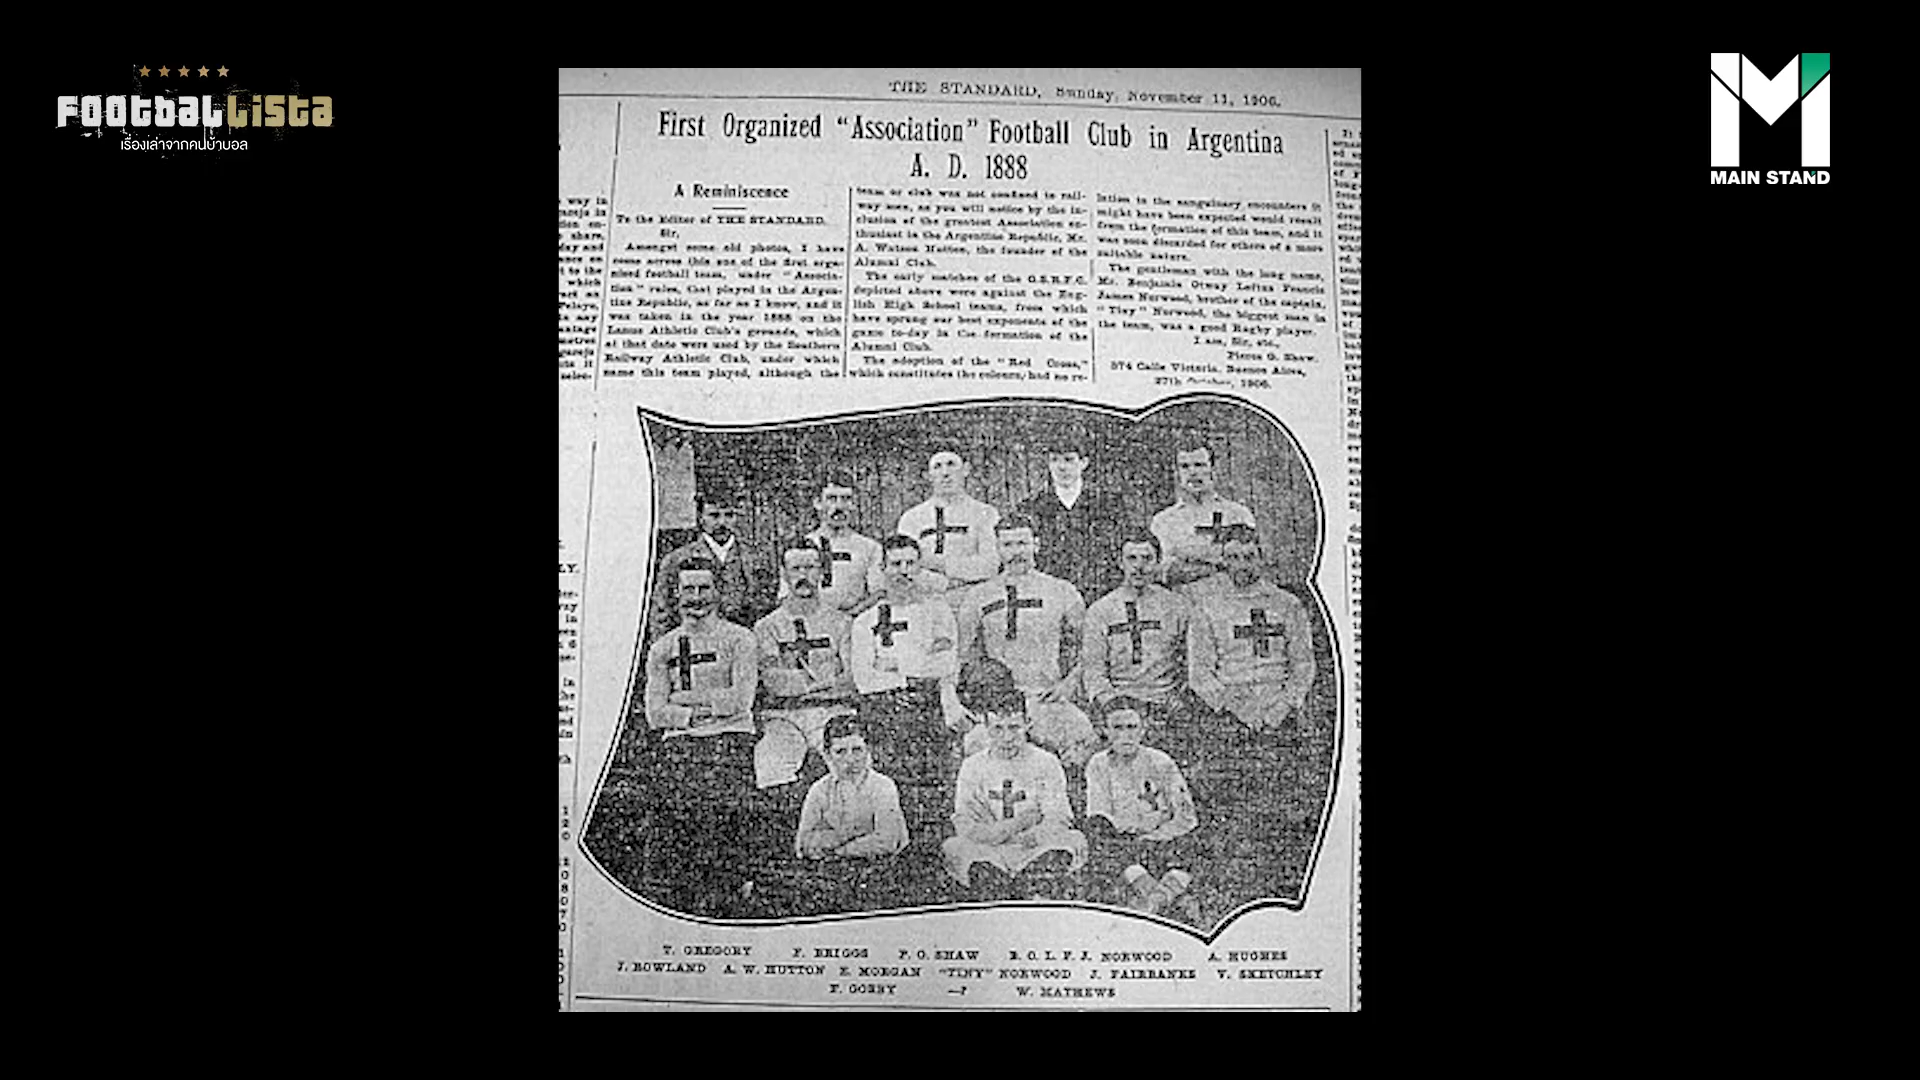 FOOTBALLISTA
เรื่องเล่าจากคนบ้าบอล
MAIN STAND
THE STANDARD, Sunday, November 11, 1906.
First Organized "Association" Football Club in Argentina
A. D. 1888
A Reminiscence
To the Editor of THE STANDARD.
Sir,
Amongst some old photos, I have
come across this one of the first orga-
nised football team, under "Associa-
tion" rules, that played in the Argen-
tine Republic, as far as I know, and it
was taken in the year 1888 on the
Lanus Athletic Club's grounds, which
at that date were used by the Southern
Railway Athletic Club, under which
name this team played, although the
team or club was not confined to rail-
way men, as you will notice by the in-
clusion of the greatest Association en-
thusiast in the Argentine Republic, Mr.
A. Watson Hutton, the founder of the
Alumni Club.
The early matches of the G.S.R.F.C.
depicted above were against the Eng-
lish High School teams, from which
have sprung our best exponents of the
game to-day in the formation of the
Alumni Club.
The adoption of the "Red Cross,"
which constitutes the colours, had no re-
lation to the sanguinary encounters it
might have been expected would result
from the formation of this team, and it
was soon discarded for others of a more
suitable nature.
The gentleman with the long name,
Mr. Benjamin Otway Loftus Francis
James Norwood, brother of the captain,
"Tiny" Norwood, the biggest man in
the team, was a good Rugby player.
I am, Sir, etc.,
Pierce G. Shaw.
574 Calle Victoria, Buenos Aires,
27th October, 1906.
T. GREGORY F. BRIGGS P. G. SHAW B. O. L. F. J. NORWOOD A. HUGHES
J. ROWLAND A. W. HUTTON E. MORGAN "TINY" NORWOOD J. FAIRBANKS V. SKETCHLEY
F. GORBY —? W. MATHEWS